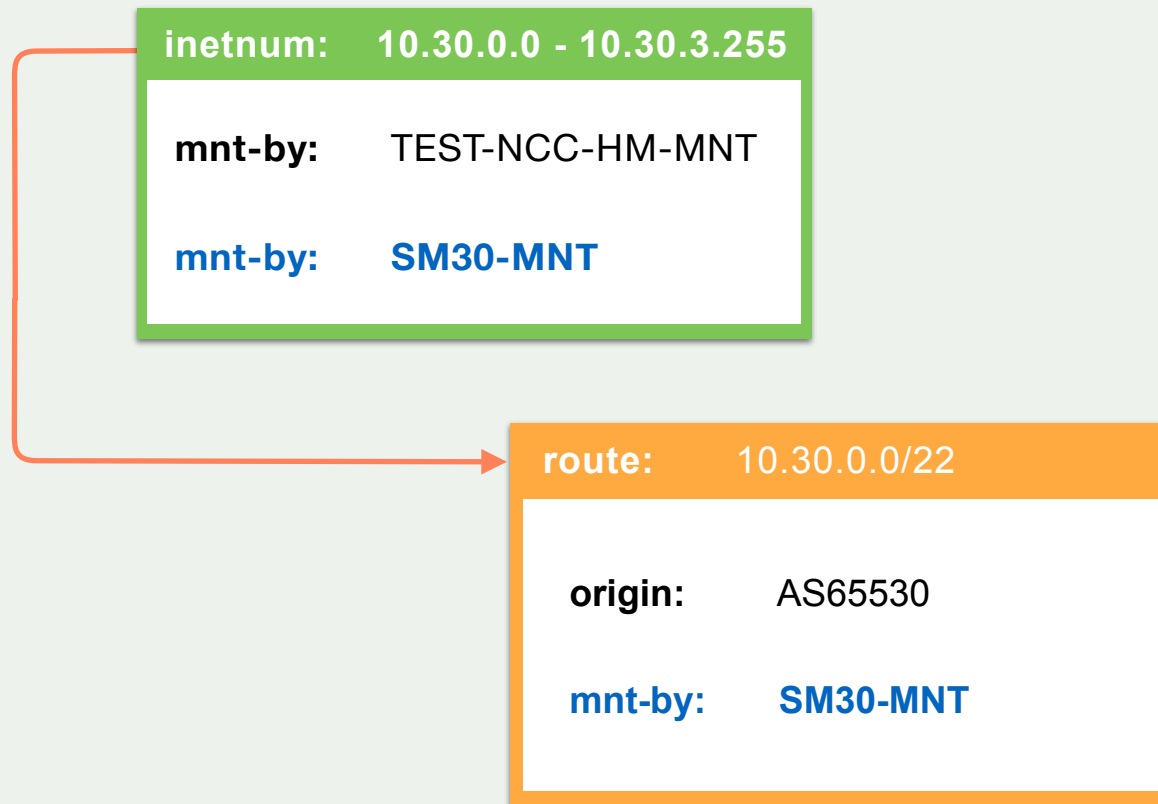 inetnum: 10.30.0.0 - 10.30.3.255
mnt-by: TEST-NCC-HM-MNT
mnt-by: SM30-MNT
route: 10.30.0.0/22
origin: AS65530
mnt-by: SM30-MNT